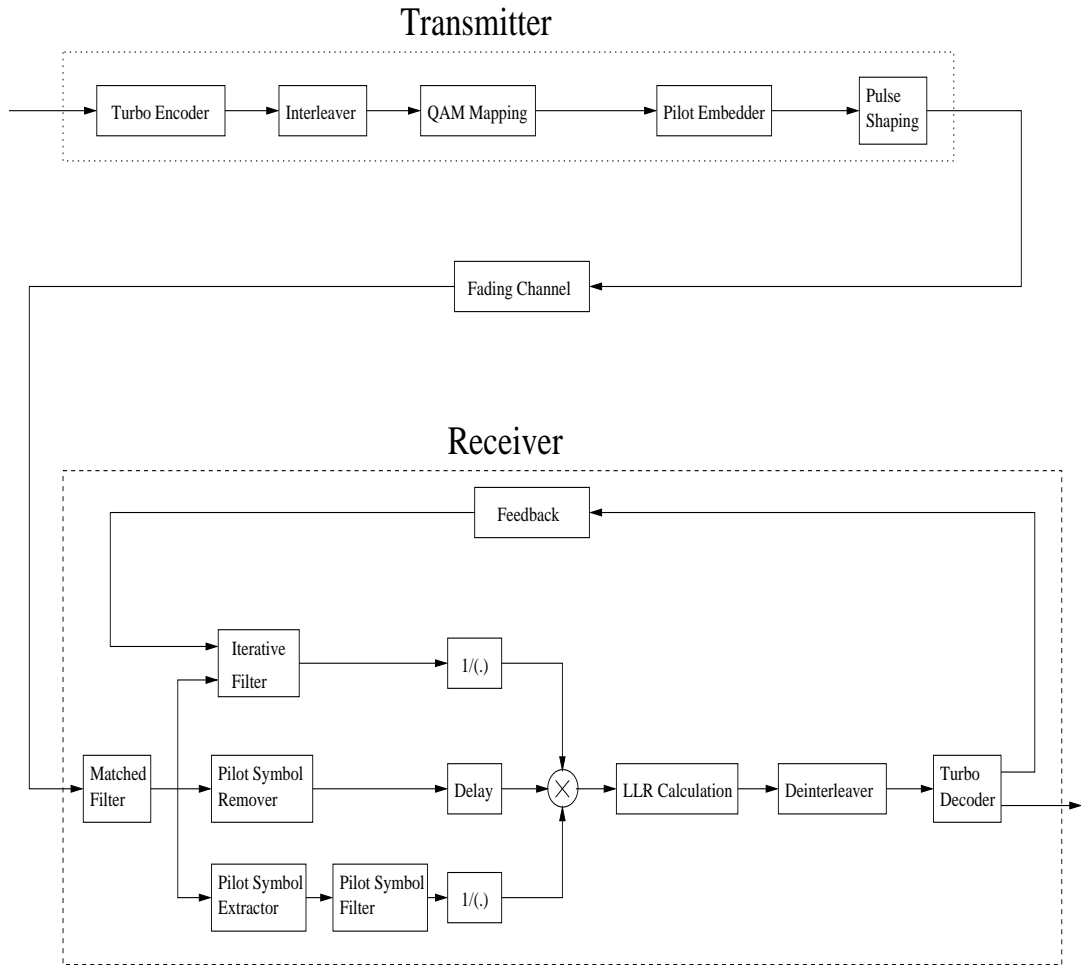 Transmitter
Turbo Encoder
Interleaver
QAM Mapping
Pilot Embedder
Pulse
Shaping
Fading Channel
Receiver
Feedback
Iterative
Filter
1/(.)
Matched
Filter
Pilot Symbol
Remover
Delay
LLR Calculation
Deinterleaver
Turbo
Decoder
Pilot Symbol
Extractor
Pilot Symbol
Filter
1/(.)